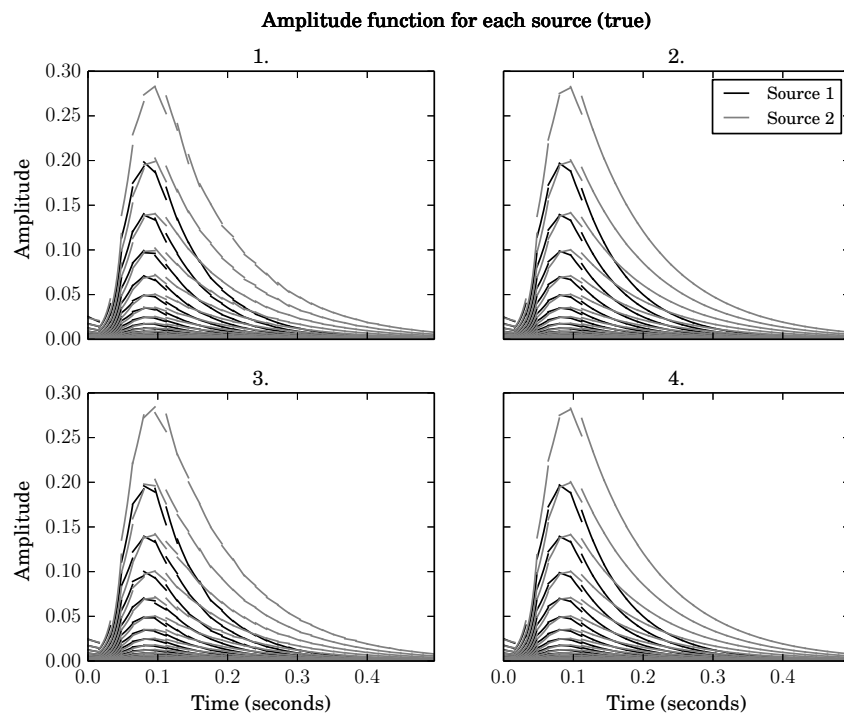 Amplitude function for each source (true)
1.
2.
0.30
0.25
0.20
0.15
0.10
0.05
0.00
Amplitude
Source 1
Source 2
3.
4.
0.30
0.25
0.20
0.15
0.10
0.05
0.00
Amplitude
0.0 0.1 0.2 0.3 0.4
0.0 0.1 0.2 0.3 0.4
Time (seconds)
Time (seconds)